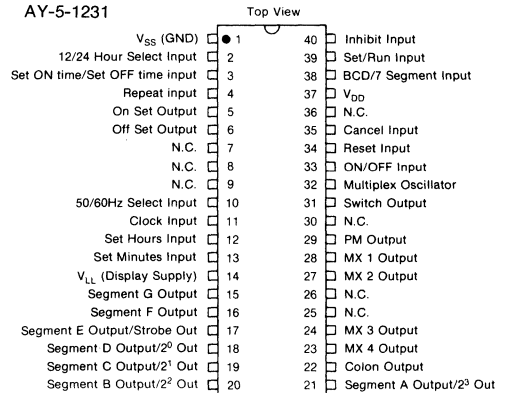 AY-5-1231
Top View
V_SS (GND) 1 40 Inhibit Input
12/24 Hour Select Input 2 39 Set/Run Input
Set ON time/Set OFF time input 3 38 BCD/7 Segment Input
Repeat input 4 37 V_DD
On Set Output 5 36 N.C.
Off Set Output 6 35 Cancel Input
N.C. 7 34 Reset Input
N.C. 8 33 ON/OFF Input
N.C. 9 32 Multiplex Oscillator
50/60Hz Select Input 10 31 Switch Output
Clock Input 11 30 N.C.
Set Hours Input 12 29 PM Output
Set Minutes Input 13 28 MX 1 Output
V_LL (Display Supply) 14 27 MX 2 Output
Segment G Output 15 26 N.C.
Segment F Output 16 25 N.C.
Segment E Output/Strobe Out 17 24 MX 3 Output
Segment D Output/2⁰ Out 18 23 MX 4 Output
Segment C Output/2¹ Out 19 22 Colon Output
Segment B Output/2² Out 20 21 Segment A Output/2³ Out